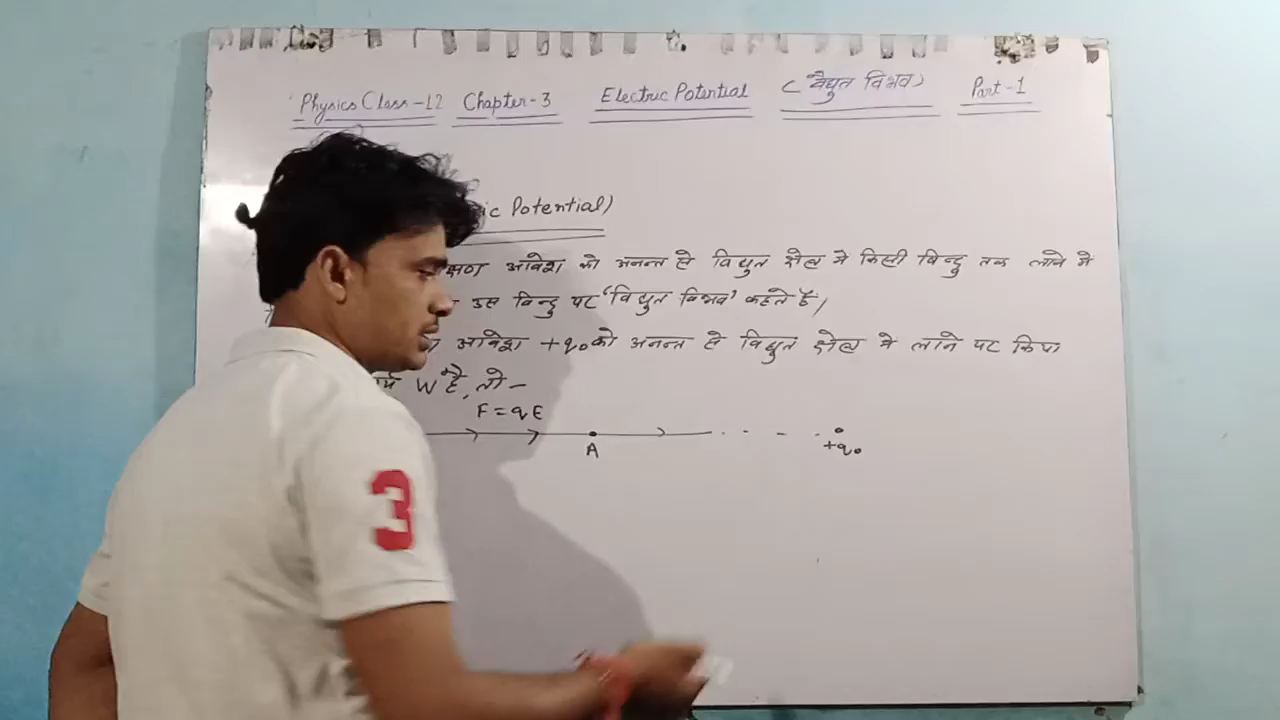 Physics Class-12 Chapter-3 Electric Potential (वैद्युत विभव) Part-1
ic Potential)
आवेश को अनन्त से विद्युत क्षेत्र मे किसी बिन्दु तक लाने मे
उस बिन्दु पर 'विद्युत विभव' कहते हैं।
आवेश +q₀ को अनन्त से विद्युत क्षेत्र मे लाने पर किया
W है, तो -
F = qE
A
+q₀
3